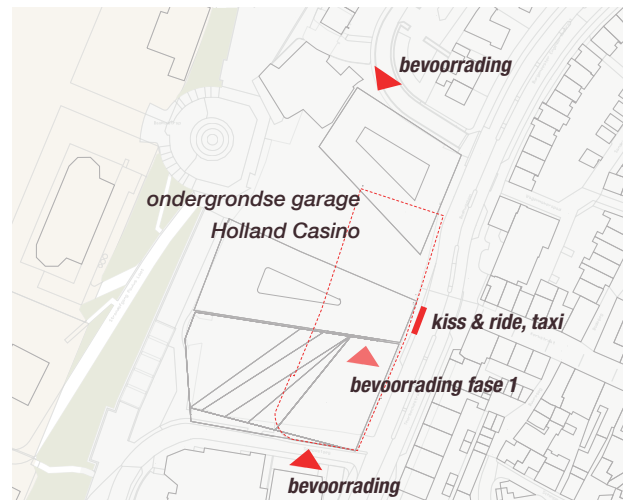 bevoorrading
ondergrondse garage
Holland Casino
kiss & ride, taxi
bevoorrading fase 1
bevoorrading